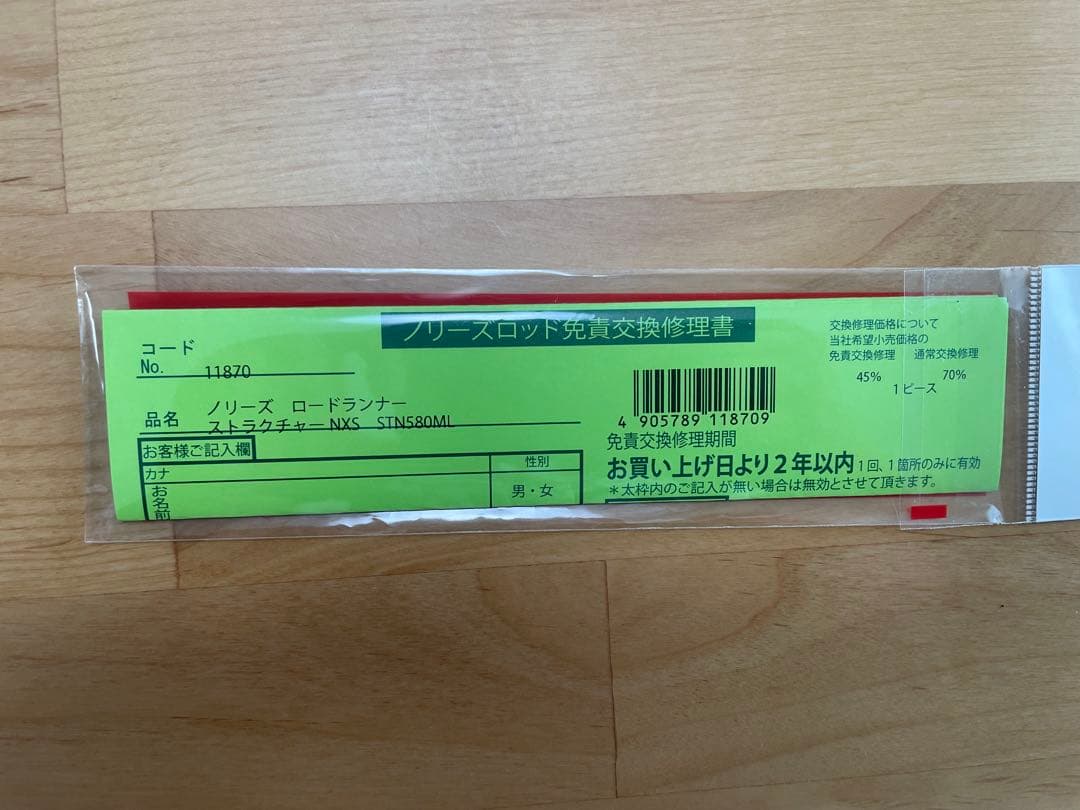 ノリーズロッド免責交換修理書
コード
No. 11870
品名 ノリーズ ロードランナー
ストラクチャーNXS STN580ML
お客様ご記入欄
カナ
性別
お名前
男・女
4 905789 118709
交換修理価格について
当社希望小売価格の
免責交換修理 通常交換修理
45% 70%
1ピース
免責交換修理期間
お買い上げ日より2年以内1回、1箇所のみに有効
*太枠内のご記入が無い場合は無効とさせて頂きます。